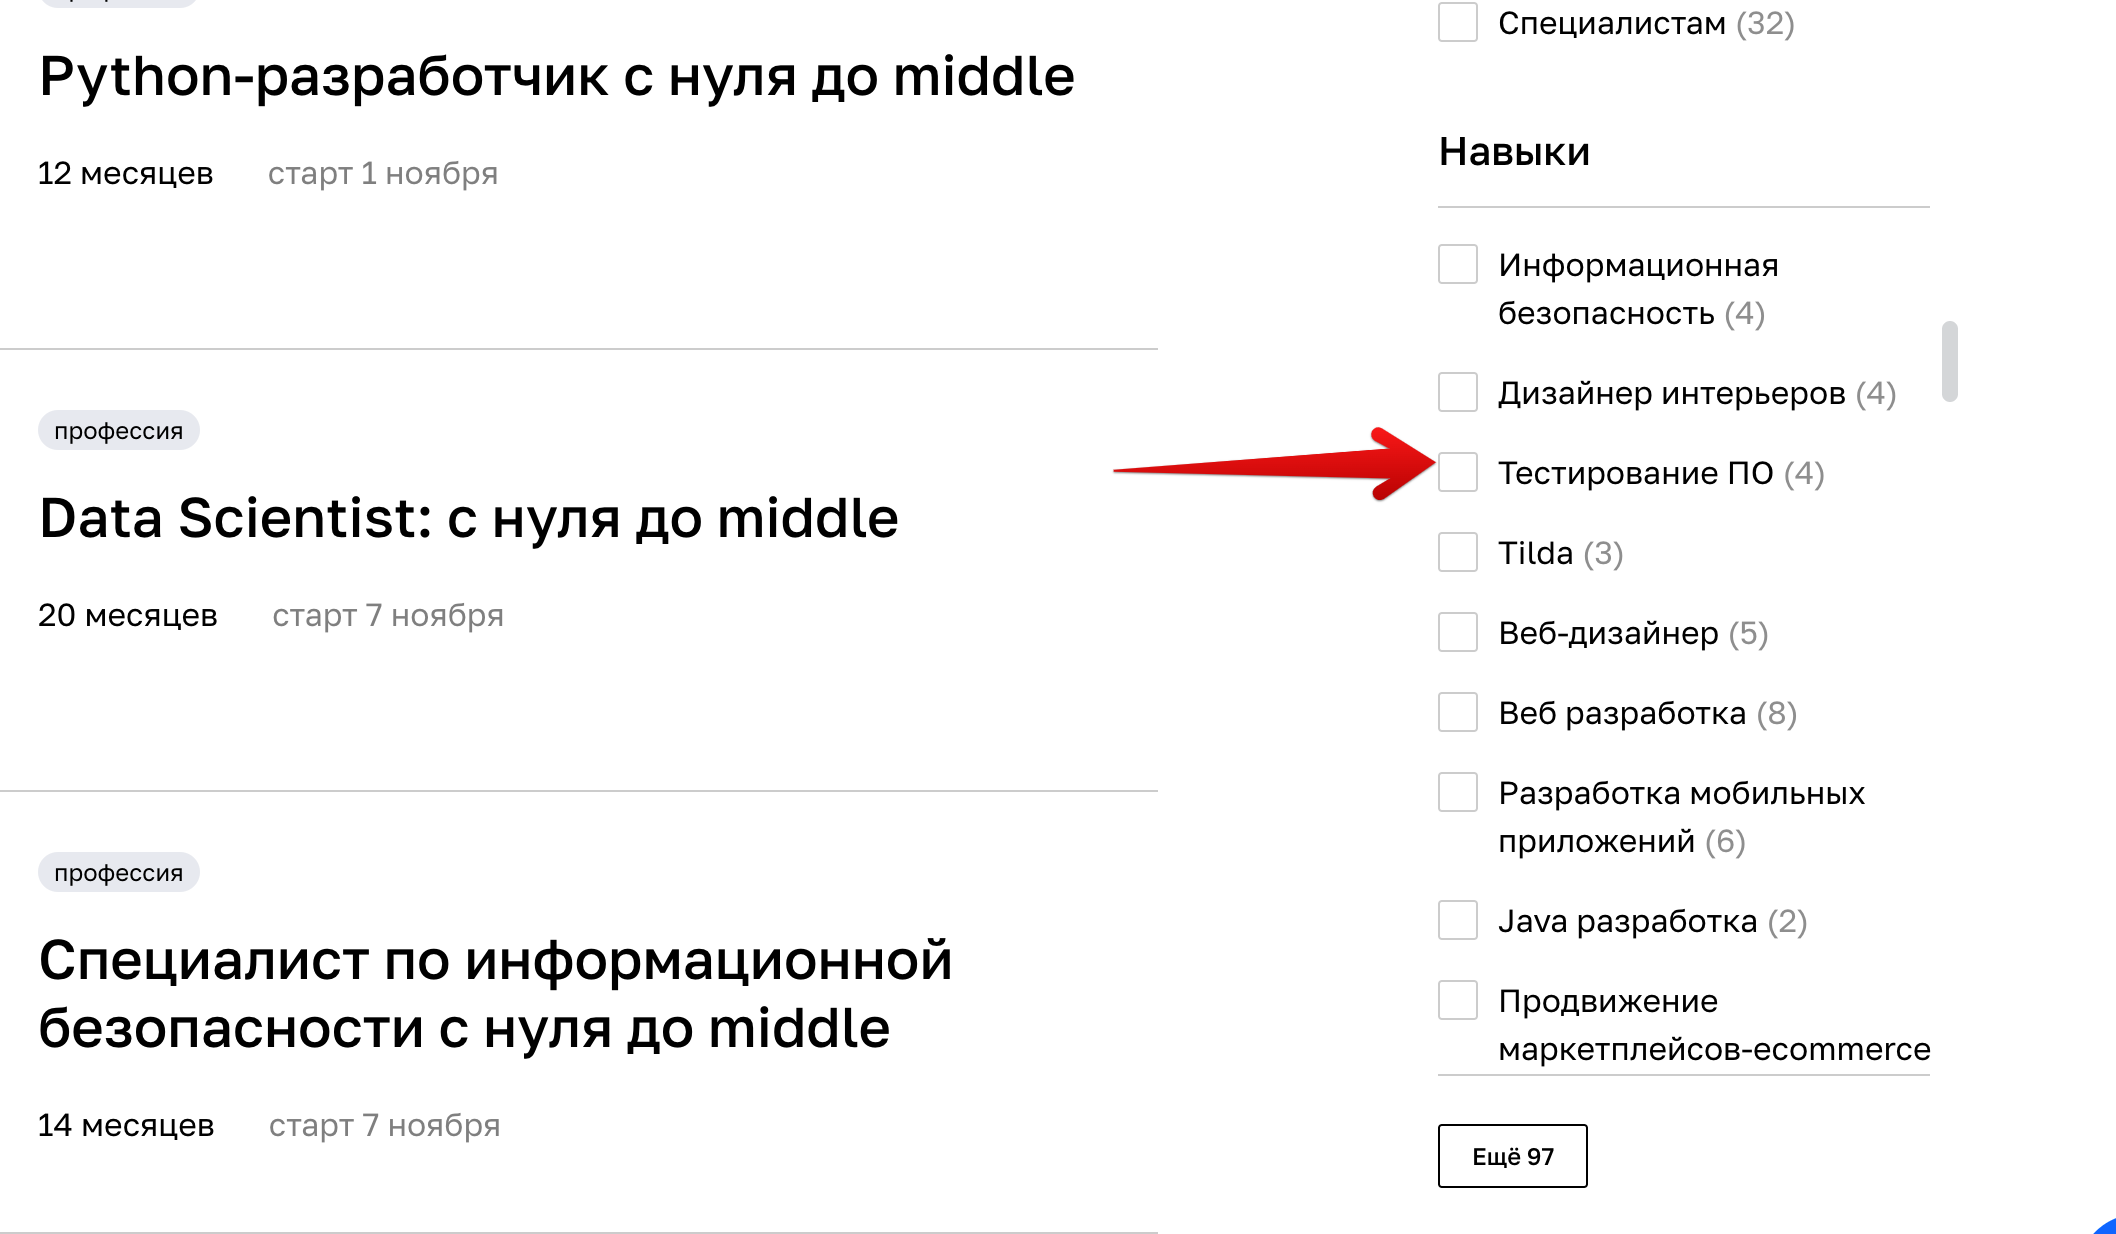 Python-разработчик с нуля до middle
12 месяцев старт 1 ноября
профессия
Data Scientist: с нуля до middle
20 месяцев старт 7 ноября
профессия
Специалист по информационной
безопасности с нуля до middle
14 месяцев старт 7 ноября
Специалистам (32)
Навыки
Информационная
безопасность (4)
Дизайнер интерьеров (4)
Тестирование ПО (4)
Tilda (3)
Веб-дизайнер (5)
Веб разработка (8)
Разработка мобильных
приложений (6)
Java разработка (2)
Продвижение
маркетплейсов-ecommerce
Ещё 97